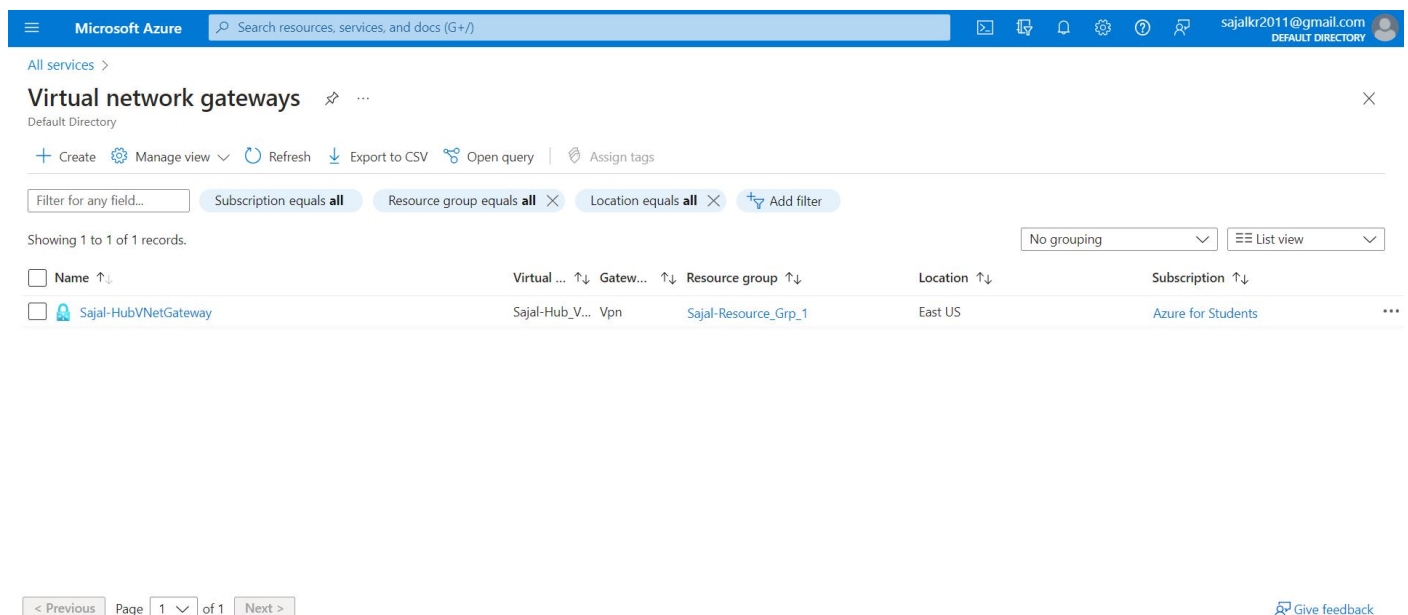 Microsoft Azure Search resources, services, and docs (G+/) sajalkr2011@gmail.com
DEFAULT DIRECTORY
All services >
Virtual network gateways ...
Default Directory
Create Manage view Refresh Export to CSV Open query Assign tags
Filter for any field... Subscription equals all Resource group equals all Location equals all Add filter
Showing 1 to 1 of 1 records. No grouping List view
Name Virtual ... Gatew... Resource group Location Subscription
Sajal-HubVNetGateway Sajal-Hub_V... Vpn Sajal-Resource_Grp_1 East US Azure for Students ...
< Previous Page 1 of 1 Next > Give feedback